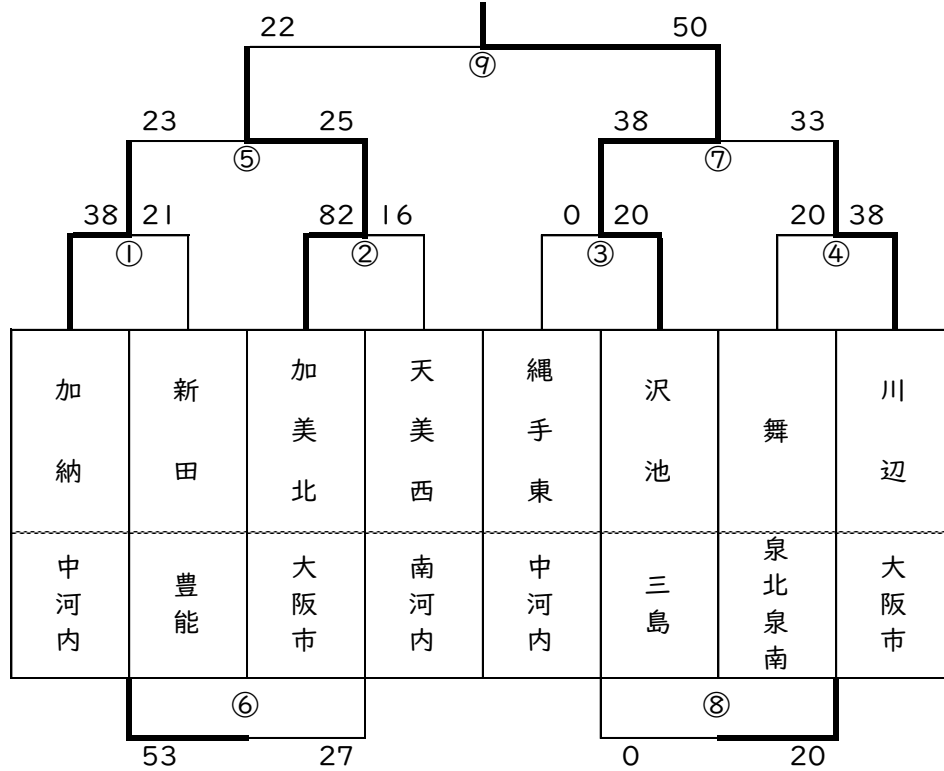 22 50
⑨
23 25 38 33
⑤ ⑦
38 21 82 16 0 20 20 38
① ② ③ ④
加納
新田
加美北
天美西
縄手東
沢池
舞
川辺
中河内
豊能
大阪市
南河内
中河内
三島
泉北泉南
大阪市
⑥ ⑧
53 27 0 20